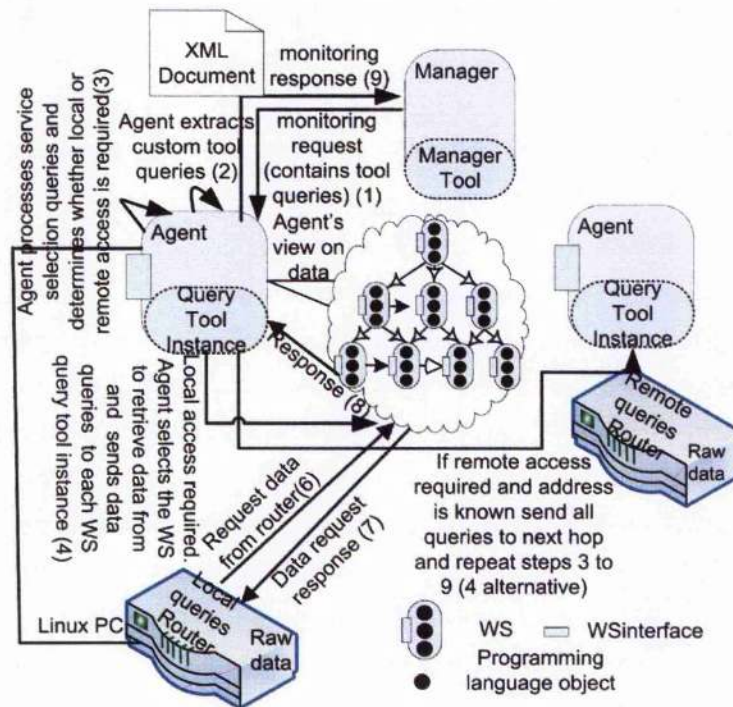 XML
Document
monitoring
response (9)
Manager
Manager
Tool
Agent extracts
custom tool
queries (2)
monitoring
request
(contains tool
queries) (1)
Agent processes service
selection queries and
determines whether local or
remote access is required(3)
Agent
Query
Tool
Instance
Agent's
view on
data
Agent
Query
Tool
Instance
Response (8)
Local access required.
Agent selects the WS
to retrieve data from
and sends data
queries to each WS
query tool instance (4)
Remote
queries
Router
Raw
data
Request data
from router(6)
Data request
response (7)
If remote access
required and address
is known send all
queries to next hop
and repeat steps 3 to
9 (4 alternative)
Linux PC
Local
queries
Router
Raw
data
WS
WSinterface
Programming
language object